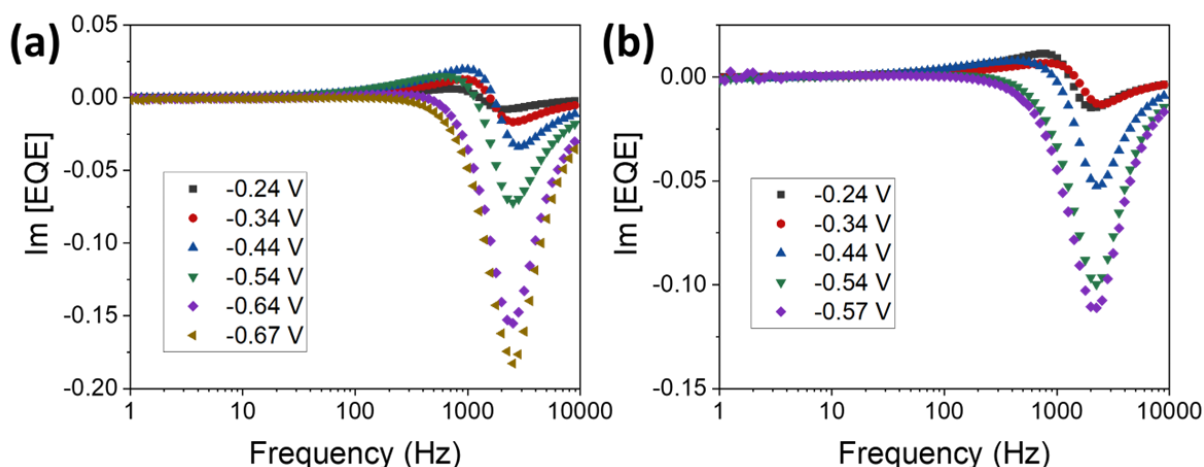 (a)
Im [EQE]
0.05
0.00
-0.05
-0.10
-0.15
-0.20
-0.24 V
-0.34 V
-0.44 V
-0.54 V
-0.64 V
-0.67 V
1 10 100 1000 10000
Frequency (Hz)
(b)
Im [EQE]
0.00
-0.05
-0.10
-0.15
-0.24 V
-0.34 V
-0.44 V
-0.54 V
-0.57 V
1 10 100 1000 10000
Frequency (Hz)